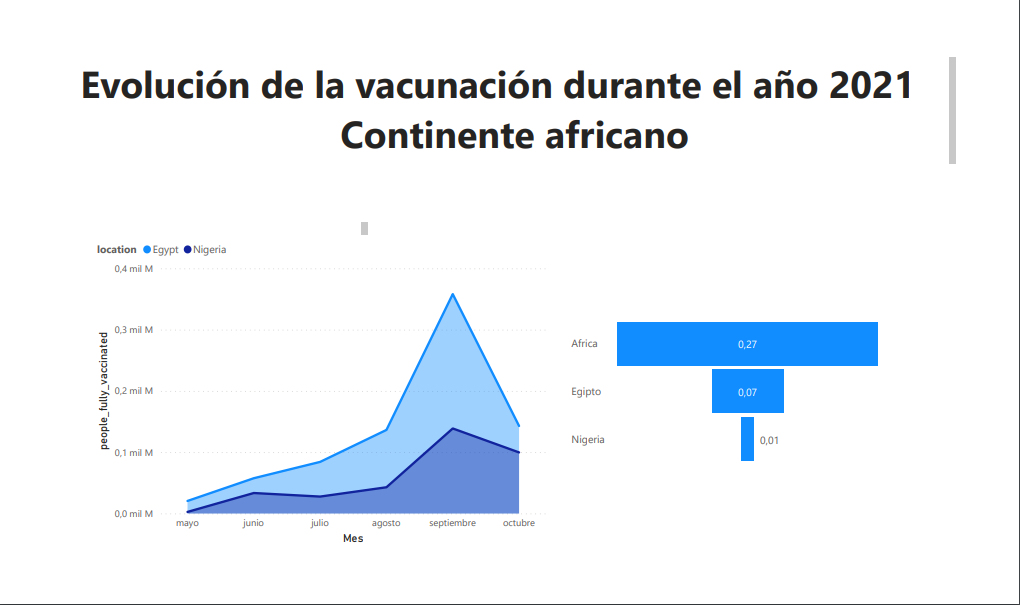 Evolución de la vacunación durante el año 2021
Continente africano
location Egypt Nigeria
0,4 mil M
0,3 mil M
0,2 mil M
0,1 mil M
0,0 mil M
people_fully_vaccinated
mayo junio julio agosto septiembre octubre
Mes
Africa 0,27
Egipto 0,07
Nigeria 0,01